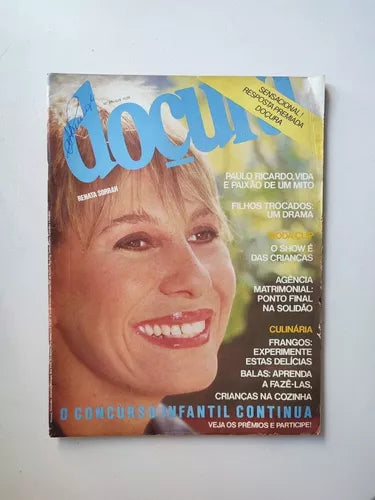 doçura
SENSACIONAL!
RESPOSTA PREMIADA
DOÇURA
RENATA SORRAH
PAULO RICARDO, VIDA
E PAIXÃO DE UM MITO
FILHOS TROCADOS:
UM DRAMA
MODA/CLIP
O SHOW É
DAS CRIANÇAS
AGÊNCIA
MATRIMONIAL:
PONTO FINAL
NA SOLIDÃO
CULINÁRIA
FRANGOS:
EXPERIMENTE
ESTAS DELÍCIAS
BALAS: APRENDA
A FAZÊ-LAS,
CRIANÇAS NA COZINHA
O CONCURSO INFANTIL CONTINUA
VEJA OS PRÊMIOS E PARTICIPE!